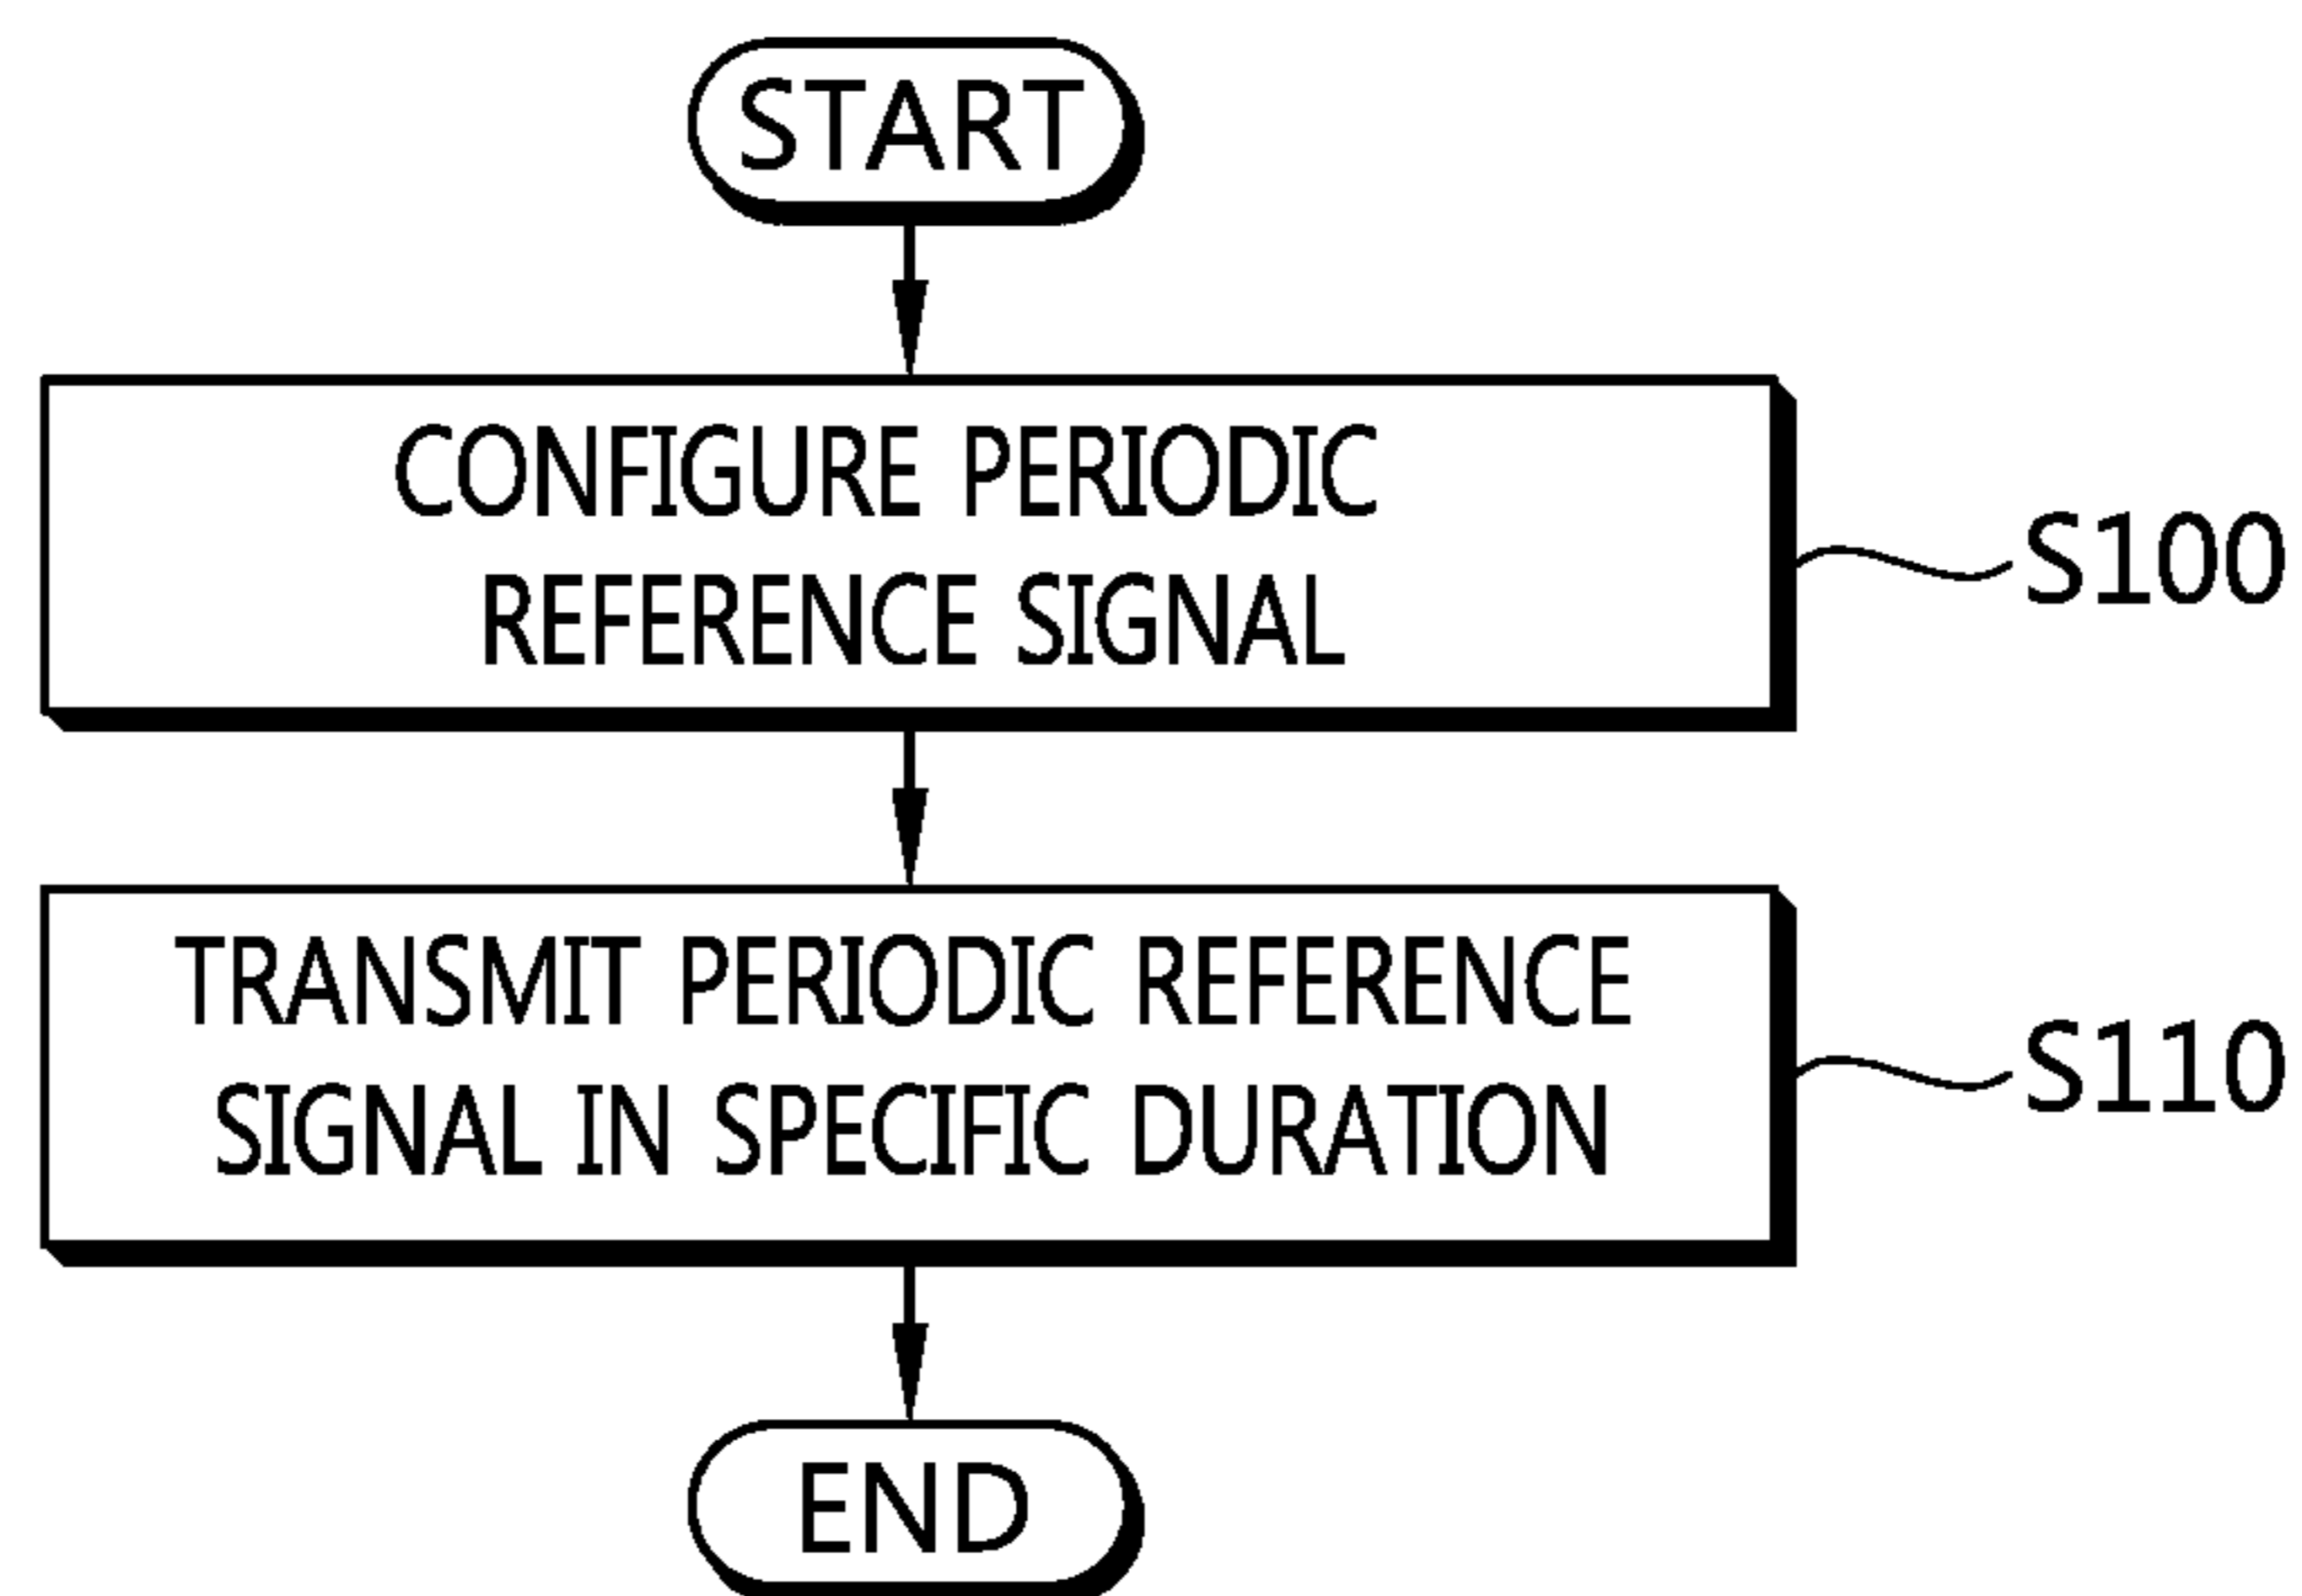 START
CONFIGURE PERIODIC
REFERENCE SIGNAL
S100
TRANSMIT PERIODIC REFERENCE
SIGNAL IN SPECIFIC DURATION
S110
END